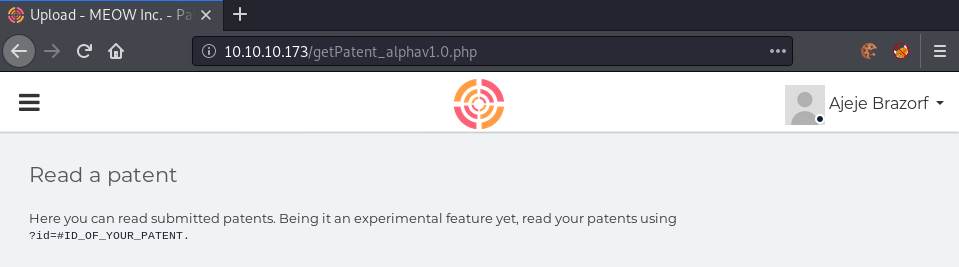 Upload - MEOW Inc. - Pa
10.10.10.173/getPatent_alphav1.0.php
Ajeje Brazorf
Read a patent
Here you can read submitted patents. Being it an experimental feature yet, read your patents using
?id=#ID_OF_YOUR_PATENT.